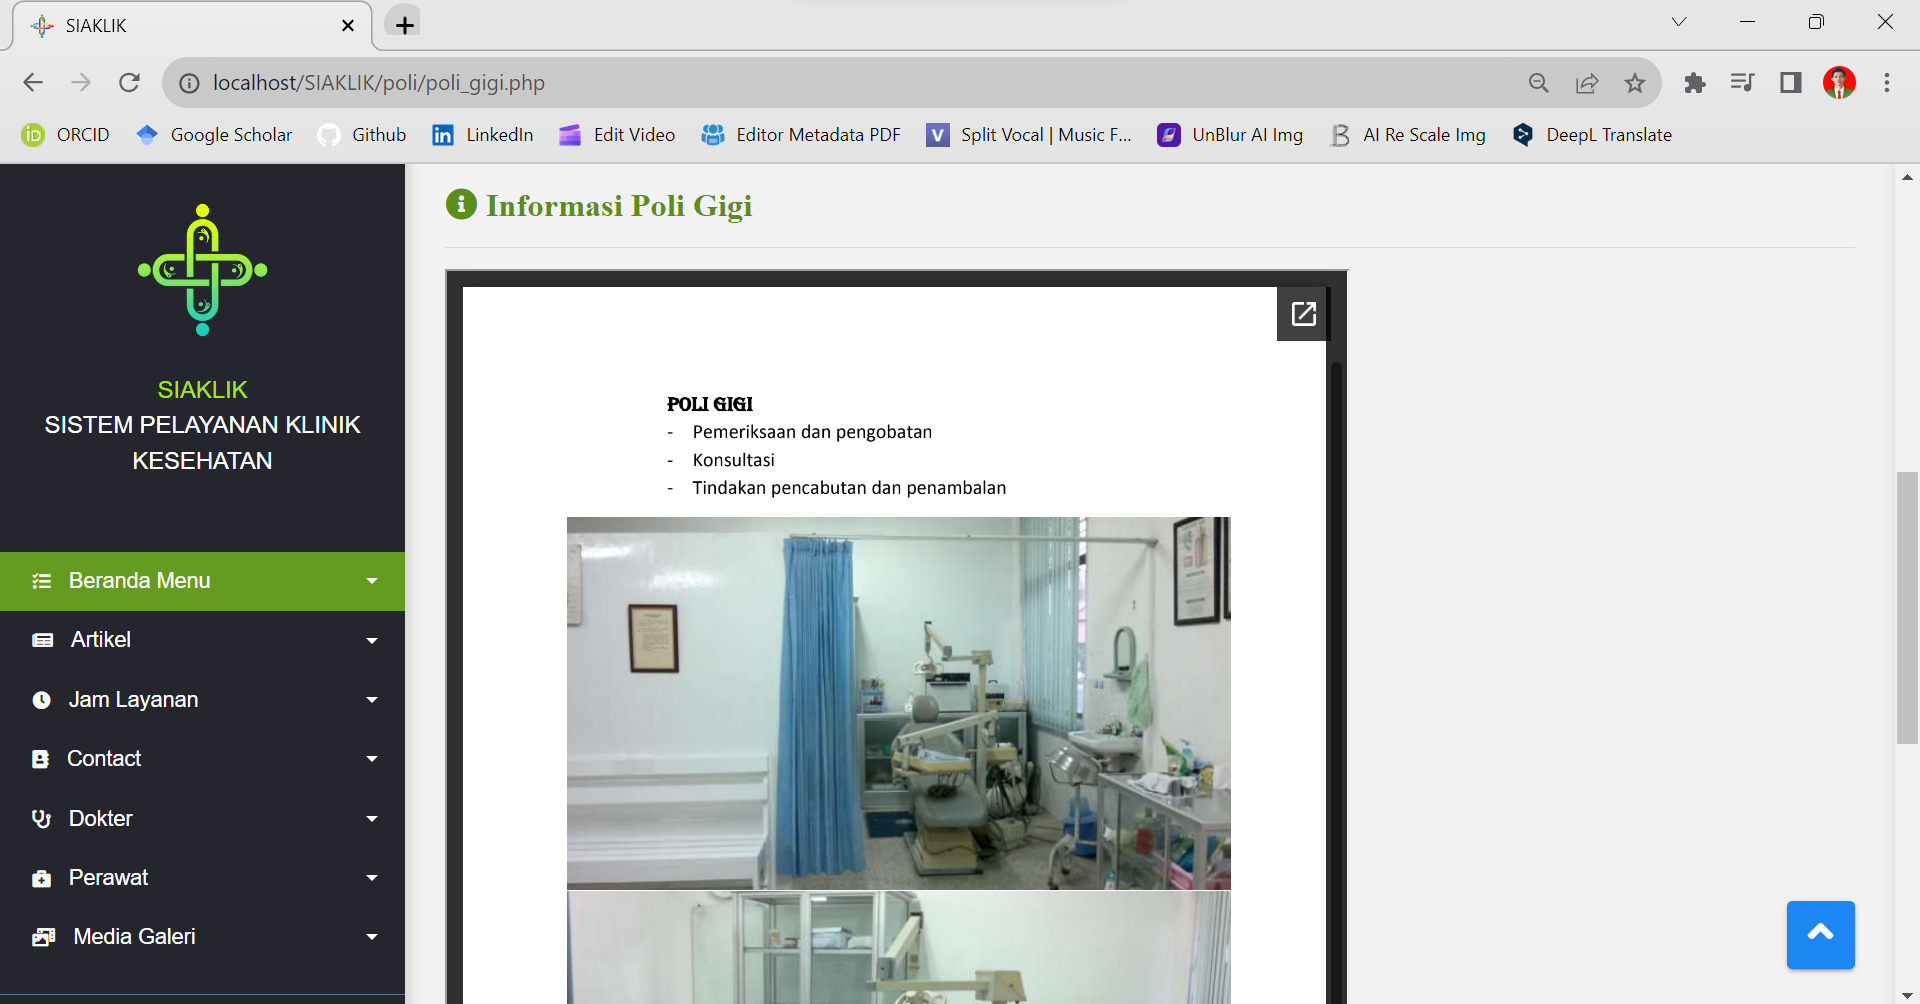 SIAKLIK
localhost/SIAKLIK/poli/poli_gigi.php
ORCID
Google Scholar
Github
LinkedIn
Edit Video
Editor Metadata PDF
Split Vocal | Music F...
UnBlur AI Img
AI Re Scale Img
DeepL Translate
SIAKLIK
SISTEM PELAYANAN KLINIK
KESEHATAN
Beranda Menu
Artikel
Jam Layanan
Contact
Dokter
Perawat
Media Galeri
Informasi Poli Gigi
POLI GIGI
- Pemeriksaan dan pengobatan
- Konsultasi
- Tindakan pencabutan dan penambalan